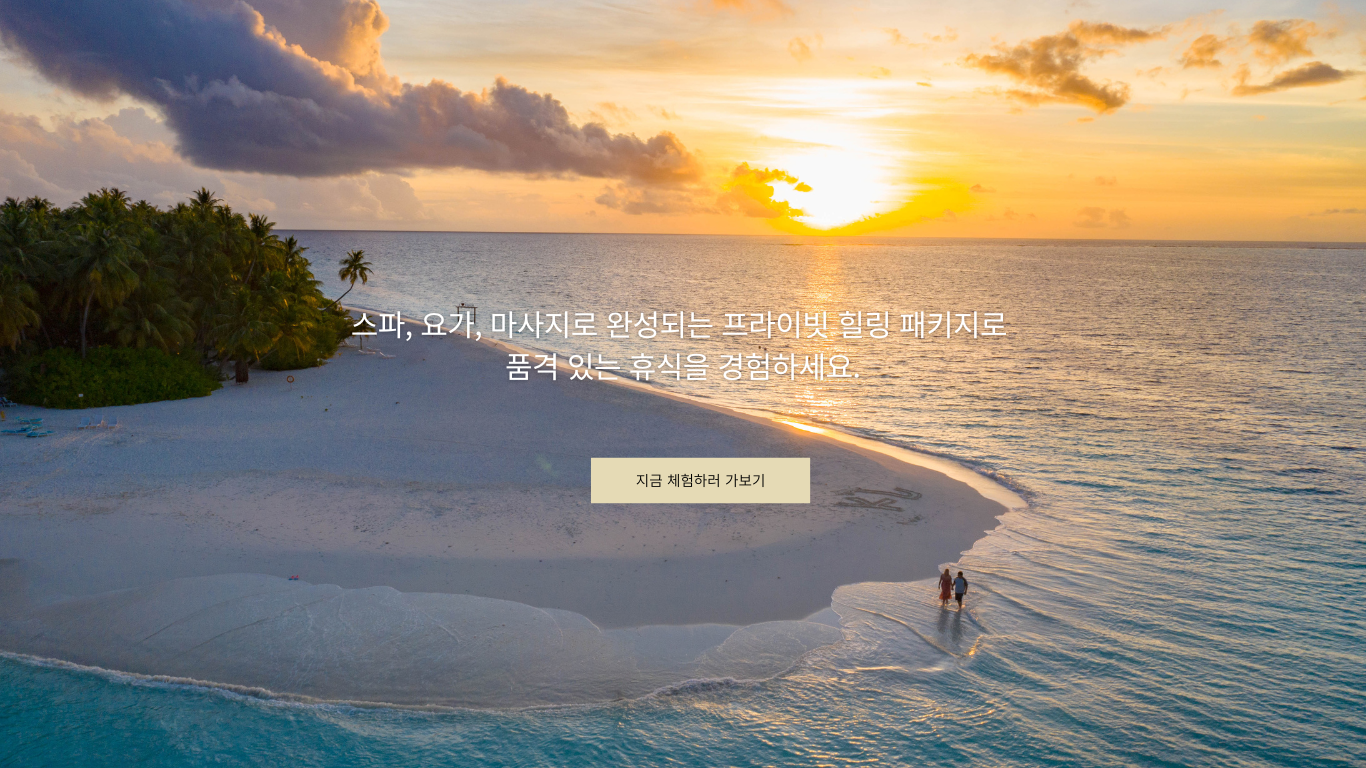 스파, 요가, 마사지로 완성되는 프라이빗 힐링 패키지로
품격 있는 휴식을 경험하세요.
지금 체험하러 가보기